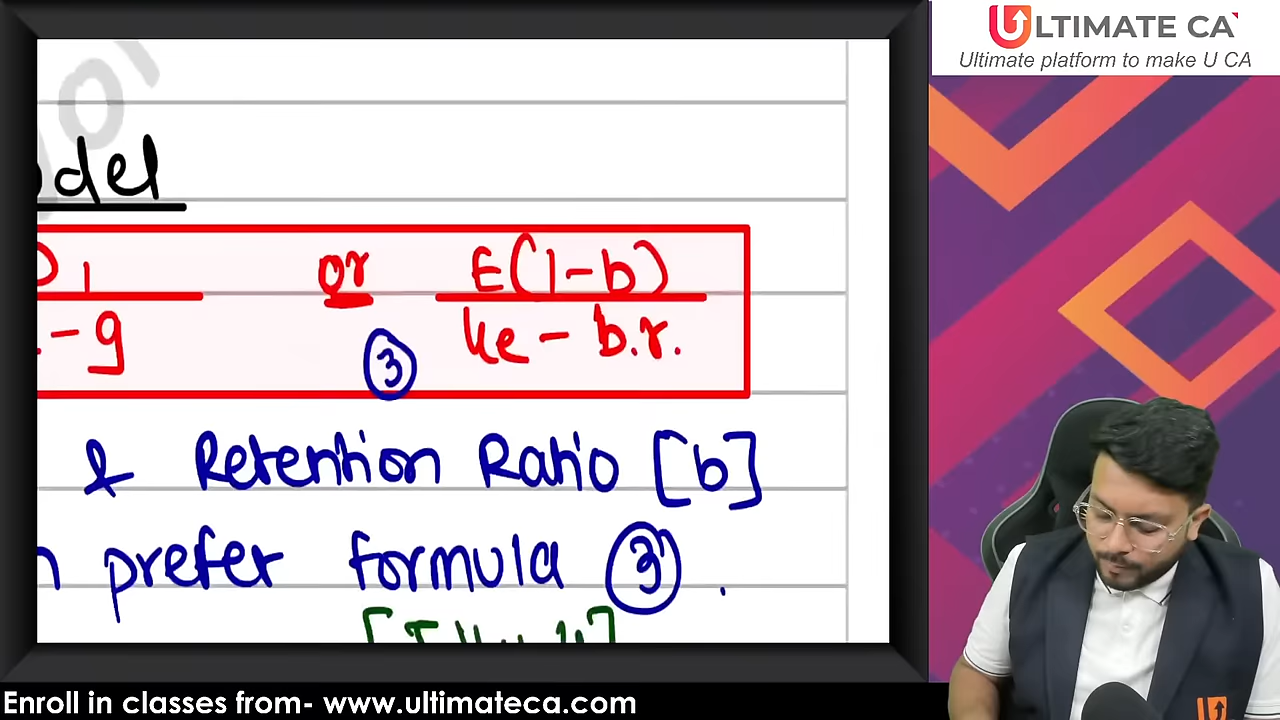 ULTIMATE CA
Ultimate platform to make U CA
odel
D1 or E(1-b)
- g ③ ke - b.r.
& Retention Ratio [b]
prefer formula ③.
Enroll in classes from- www.ultimateca.com